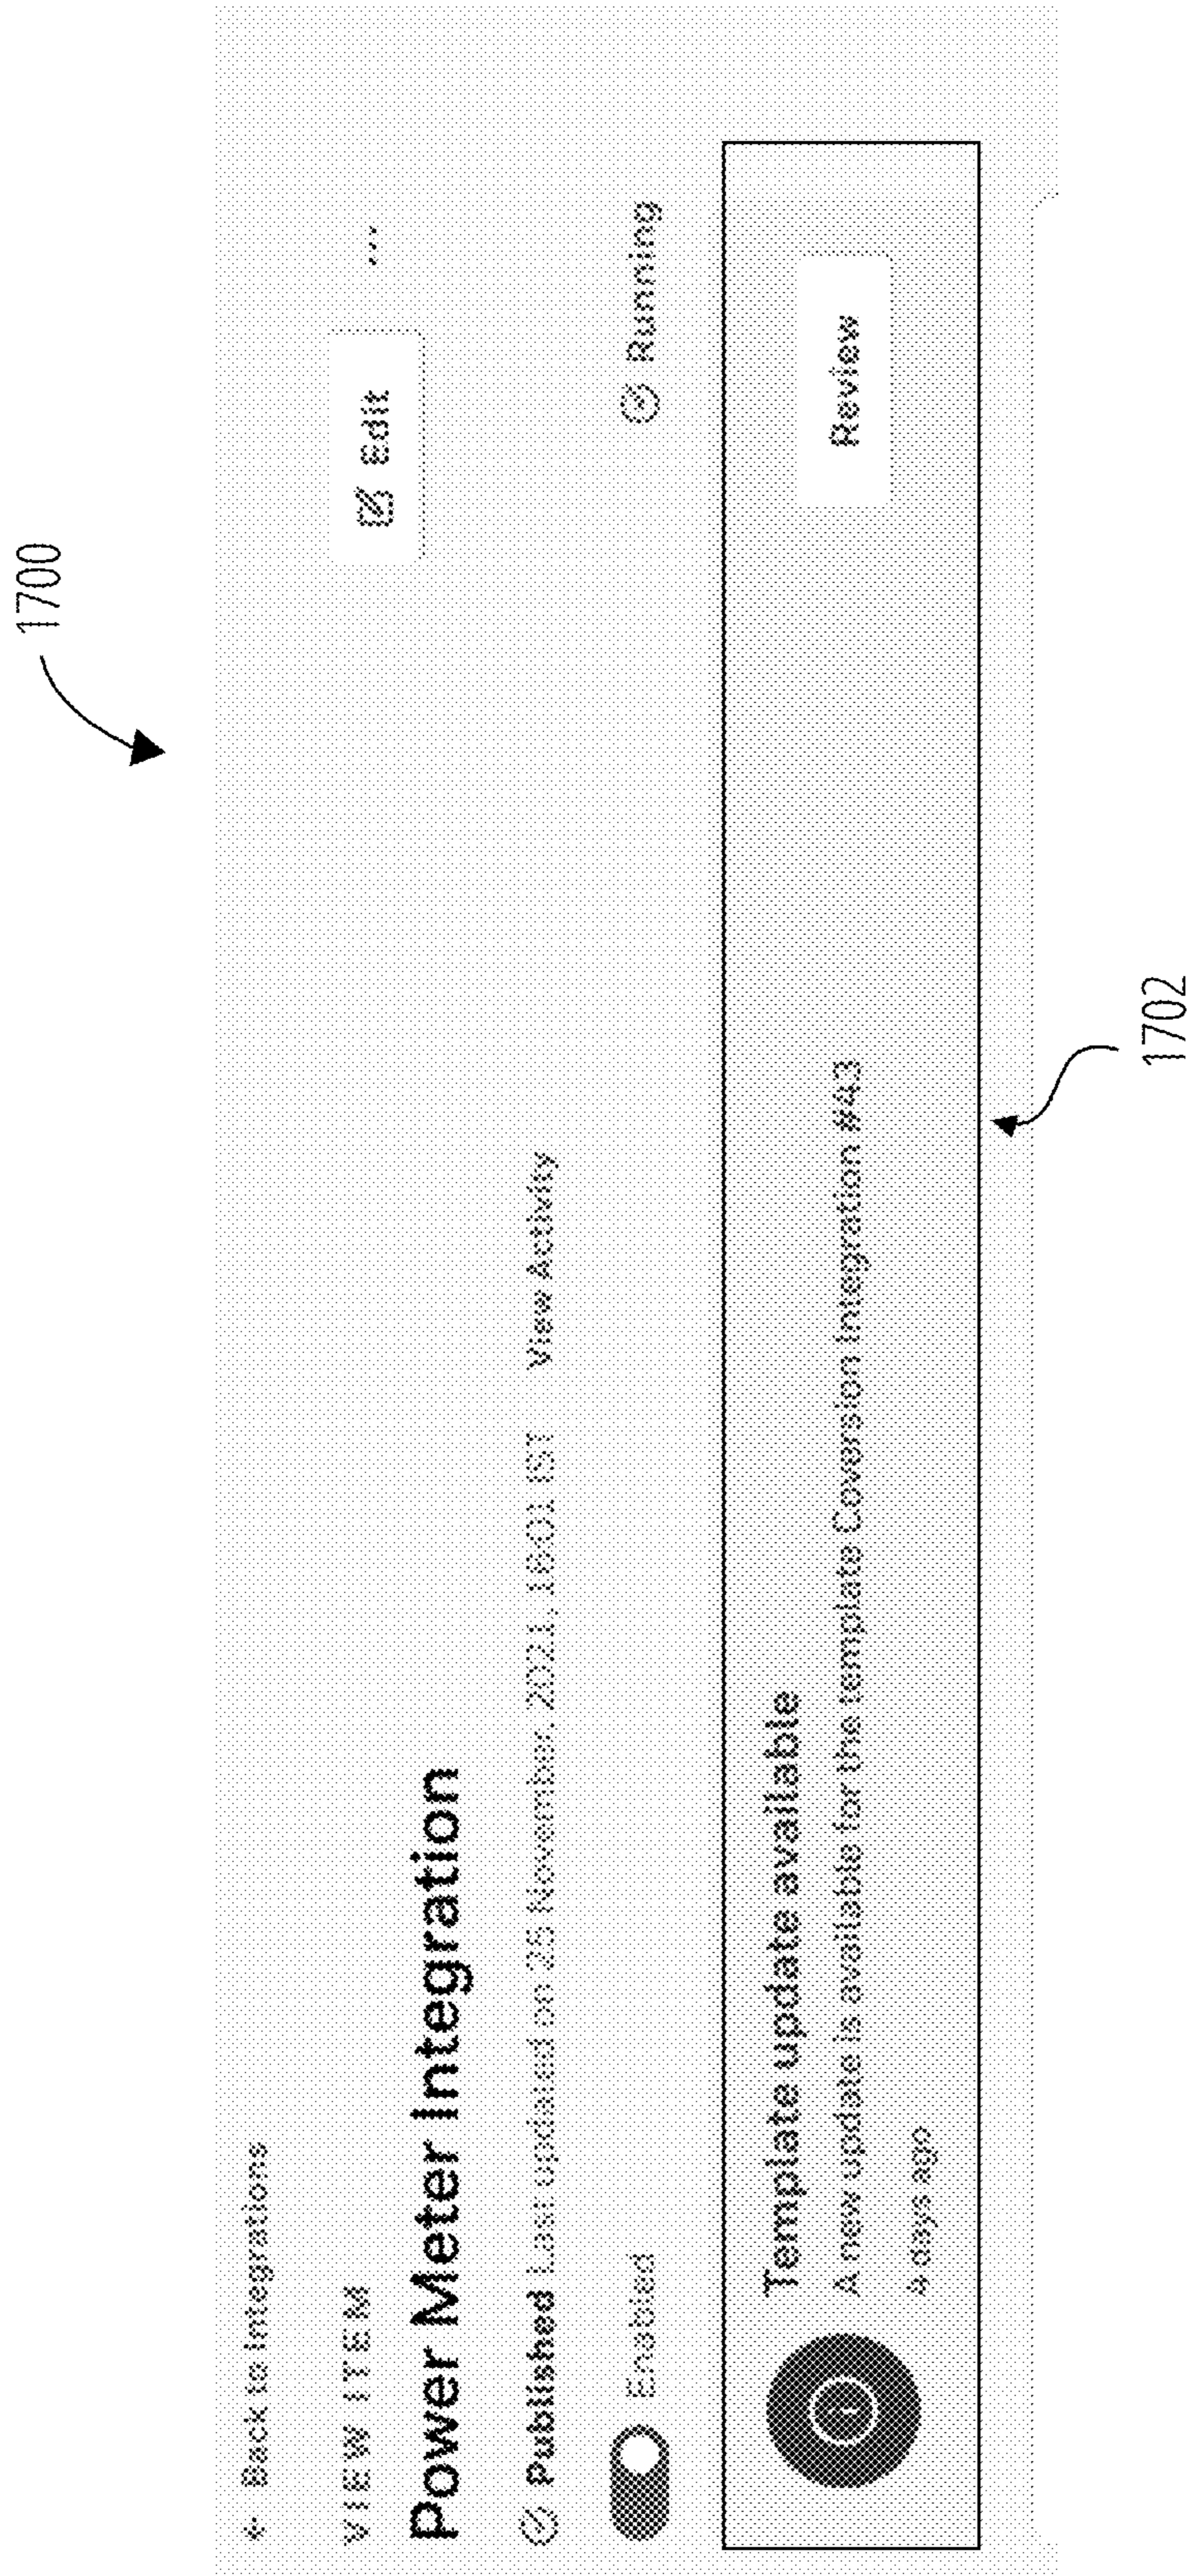 1700
← Back to Integrations
VIEW ITEM
Edit ...
Power Meter Integration
Published Last updated on 25 November, 2021, 16:01 IST View Activity
Enabled
Running
Template update available
A new update is available for the template Coversion Integration #43
4 days ago
Review
1702